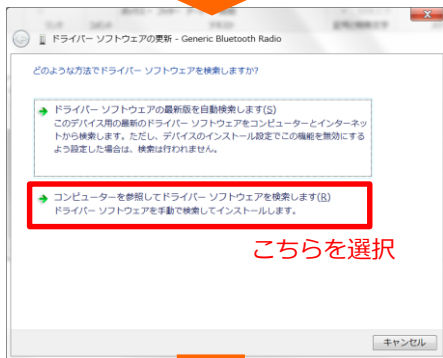 ドライバー ソフトウェアの更新 - Generic Bluetooth Radio
どのような方法でドライバー ソフトウェアを検索しますか?
ドライバー ソフトウェアの最新版を自動検索します(S)
このデバイス用の最新のドライバー ソフトウェアをコンピューターとインターネッ
トから検索します。ただし、デバイスのインストール設定でこの機能を無効にする
よう設定した場合は、検索は行われません。
コンピューターを参照してドライバー ソフトウェアを検索します(R)
ドライバー ソフトウェアを手動で検索してインストールします。
こちらを選択
キャンセル